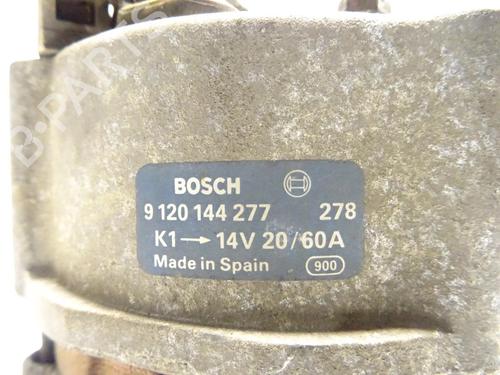 B-PARTS
BOSCH
9 120 144 277 278
K1→ 14V 20/60A
Made in Spain 900